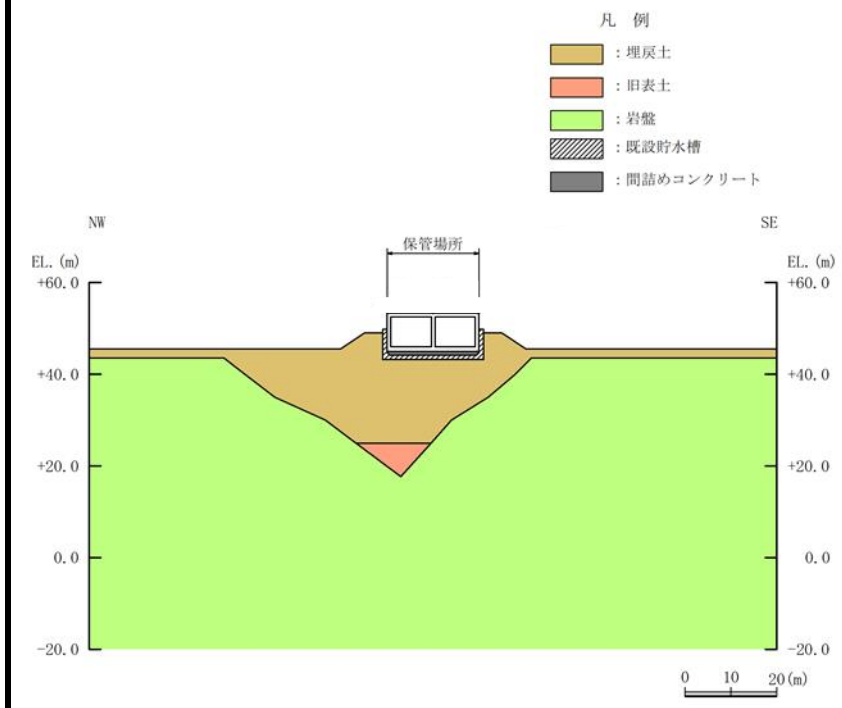 凡 例
：埋戻土
：旧表土
：岩盤
：既設貯水槽
：間詰めコンクリート
NW
SE
保管場所
EL. (m)
EL. (m)
+60.0
+60.0
+40.0
+40.0
+20.0
+20.0
0.0
0.0
-20.0
-20.0
0 10 20(m)